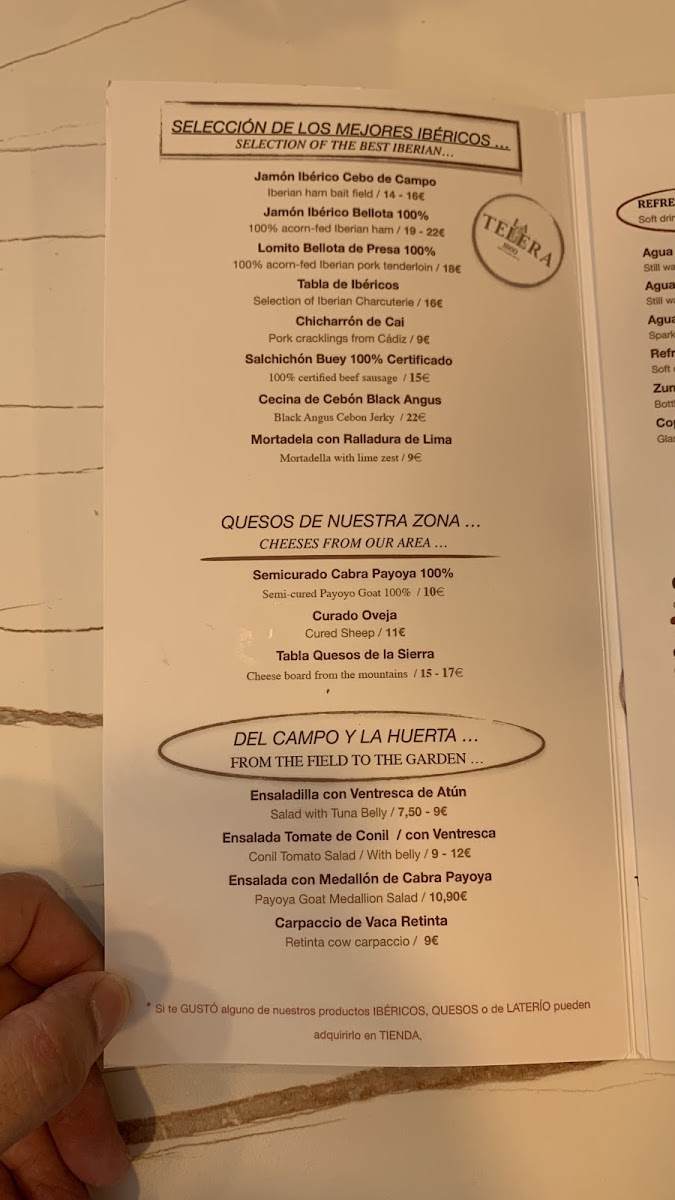 SELECCIÓN DE LOS MEJORES IBÉRICOS ...
SELECTION OF THE BEST IBERIAN...
Jamón Ibérico Cebo de Campo
Iberian ham bait field / 14 - 16€
Jamón Ibérico Bellota 100%
100% acorn-fed Iberian ham / 19 - 22€
Lomito Bellota de Presa 100%
100% acorn-fed Iberian pork tenderloin / 18€
Tabla de Ibéricos
Selection of Iberian Charcuterie / 16€
Chicharrón de Cai
Pork cracklings from Cádiz / 9€
Salchichón Buey 100% Certificado
100% certified beef sausage / 15€
Cecina de Cebón Black Angus
Black Angus Cebon Jerky / 22€
Mortadela con Ralladura de Lima
Mortadella with lime zest / 9€
LA
TELERA
QUESOS DE NUESTRA ZONA ...
CHEESES FROM OUR AREA ...
Semicurado Cabra Payoya 100%
Semi-cured Payoyo Goat 100% / 10€
Curado Oveja
Cured Sheep / 11€
Tabla Quesos de la Sierra
Cheese board from the mountains / 15 - 17€
DEL CAMPO Y LA HUERTA ...
FROM THE FIELD TO THE GARDEN ...
Ensaladilla con Ventresca de Atún
Salad with Tuna Belly / 7,50 - 9€
Ensalada Tomate de Conil / con Ventresca
Conil Tomato Salad / With belly / 9 - 12€
Ensalada con Medallón de Cabra Payoya
Payoya Goat Medallion Salad / 10,90€
Carpaccio de Vaca Retinta
Retinta cow carpaccio / 9€
* Si te GUSTÓ alguno de nuestros productos IBÉRICOS, QUESOS o de LATERÍO pueden
adquirirlo en TIENDA.
REFRE
Soft drin
Agua
Still wa
Agua
Still w
Agua
Spark
Refr
Soft
Zun
Bott
Cop
Gla